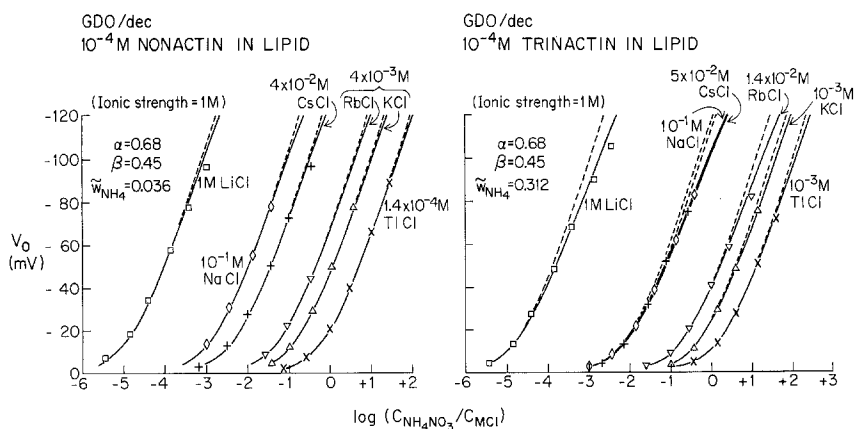 GDO/dec
10⁻⁴M NONACTIN IN LIPID
(Ionic strength=1M)
α=0.68
β=0.45
w̃NH₄=0.036
4x10⁻²M
CsCl
4x10⁻³M
RbCl
KCl
1M LiCl
10⁻¹M
NaCl
1.4x10⁻⁴M
TlCl
V₀
(mV)
-120
-100
-80
-60
-40
-20
0
-6 -5 -4 -3 -2 -1 0 +1 +2
GDO/dec
10⁻⁴M TRINACTIN IN LIPID
(Ionic strength=1M)
α=0.68
β=0.45
w̃NH₄=0.312
5x10⁻²M
CsCl
1.4x10⁻²M
RbCl
10⁻³M
KCl
10⁻¹M
NaCl
1M LiCl
10⁻³M
TlCl
-6 -5 -4 -3 -2 -1 0 +1 +2 +3
log (C_NH₄NO₃/C_MCl)